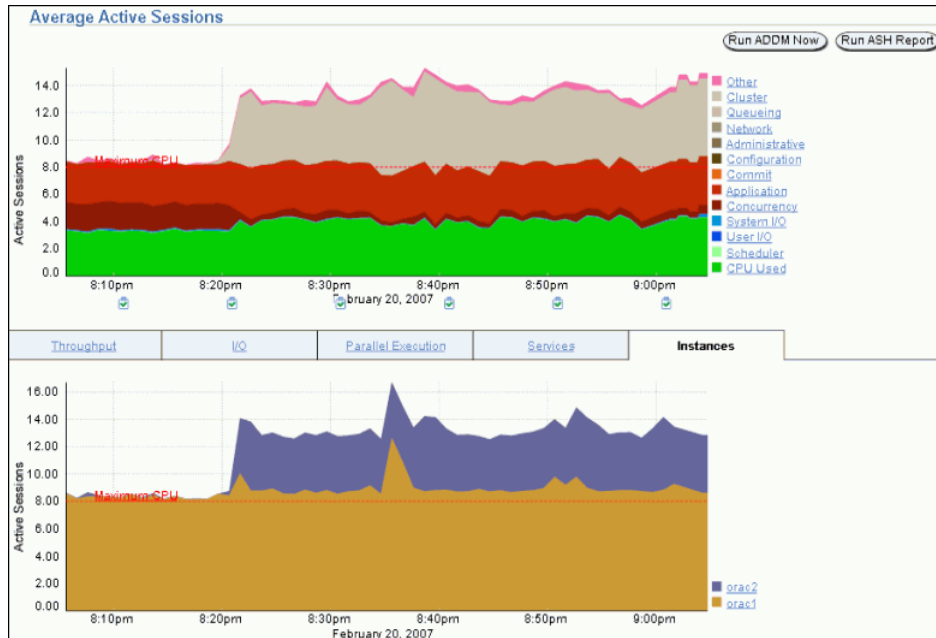 Average Active Sessions
Run ADDM Now
Run ASH Report
14.0
12.0
10.0
8.0
6.0
4.0
2.0
0.0
Active Sessions
Maximum CPU
Other
Cluster
Queueing
Network
Administrative
Configuration
Commit
Application
Concurrency
System I/O
User I/O
Scheduler
CPU Used
8:10pm 8:20pm 8:30pm 8:40pm 8:50pm 9:00pm
February 20, 2007
Throughput I/O Parallel Execution Services Instances
16.00
14.00
12.00
10.00
8.00
6.00
4.00
2.00
0.00
Active Sessions
Maximum CPU
orac2
orac1
8:10pm 8:20pm 8:30pm 8:40pm 8:50pm 9:00pm
February 20, 2007